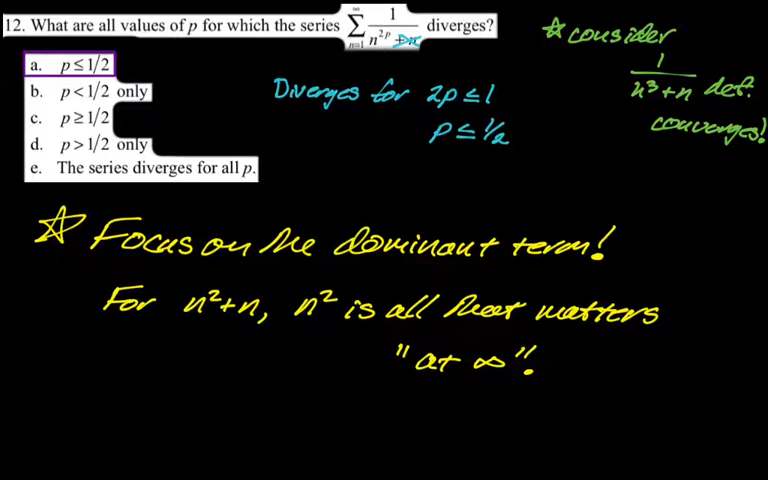 12. What are all values of p for which the series ∑_{n=1}^{∞} 1/(n^{2p} + n) diverges?
a. p ≤ 1/2
b. p < 1/2 only
c. p ≥ 1/2
d. p > 1/2 only
e. The series diverges for all p.
Diverges for 2p ≤ 1
p ≤ 1/2
☆ consider
1/(n³+n) def.
converges!
☆ Focus on the dominant term!
For n²+n, n² is all that matters
"at ∞"!